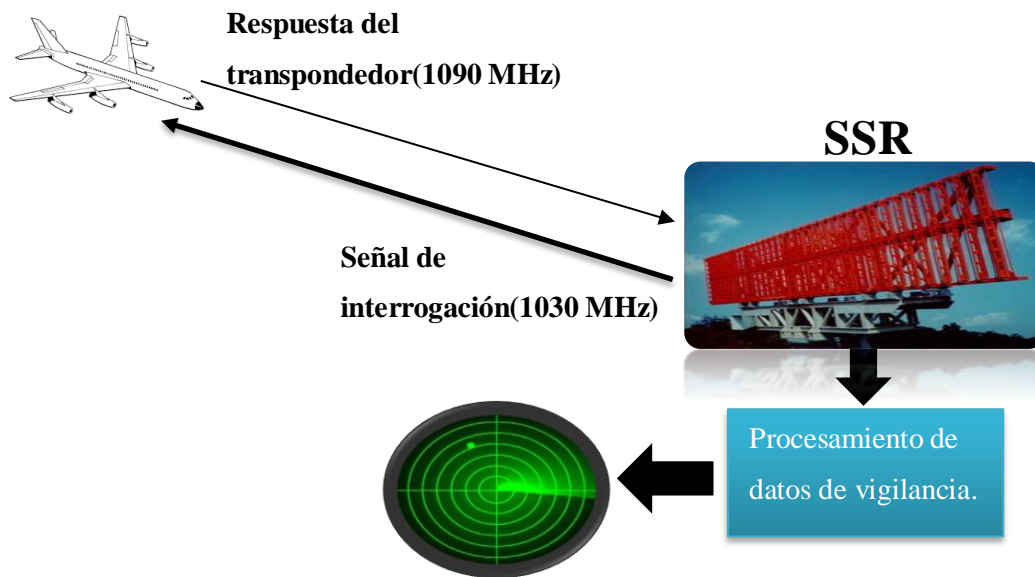 Respuesta del
transpondedor(1090 MHz)
SSR
Señal de
interrogación(1030 MHz)
Procesamiento de
datos de vigilancia.